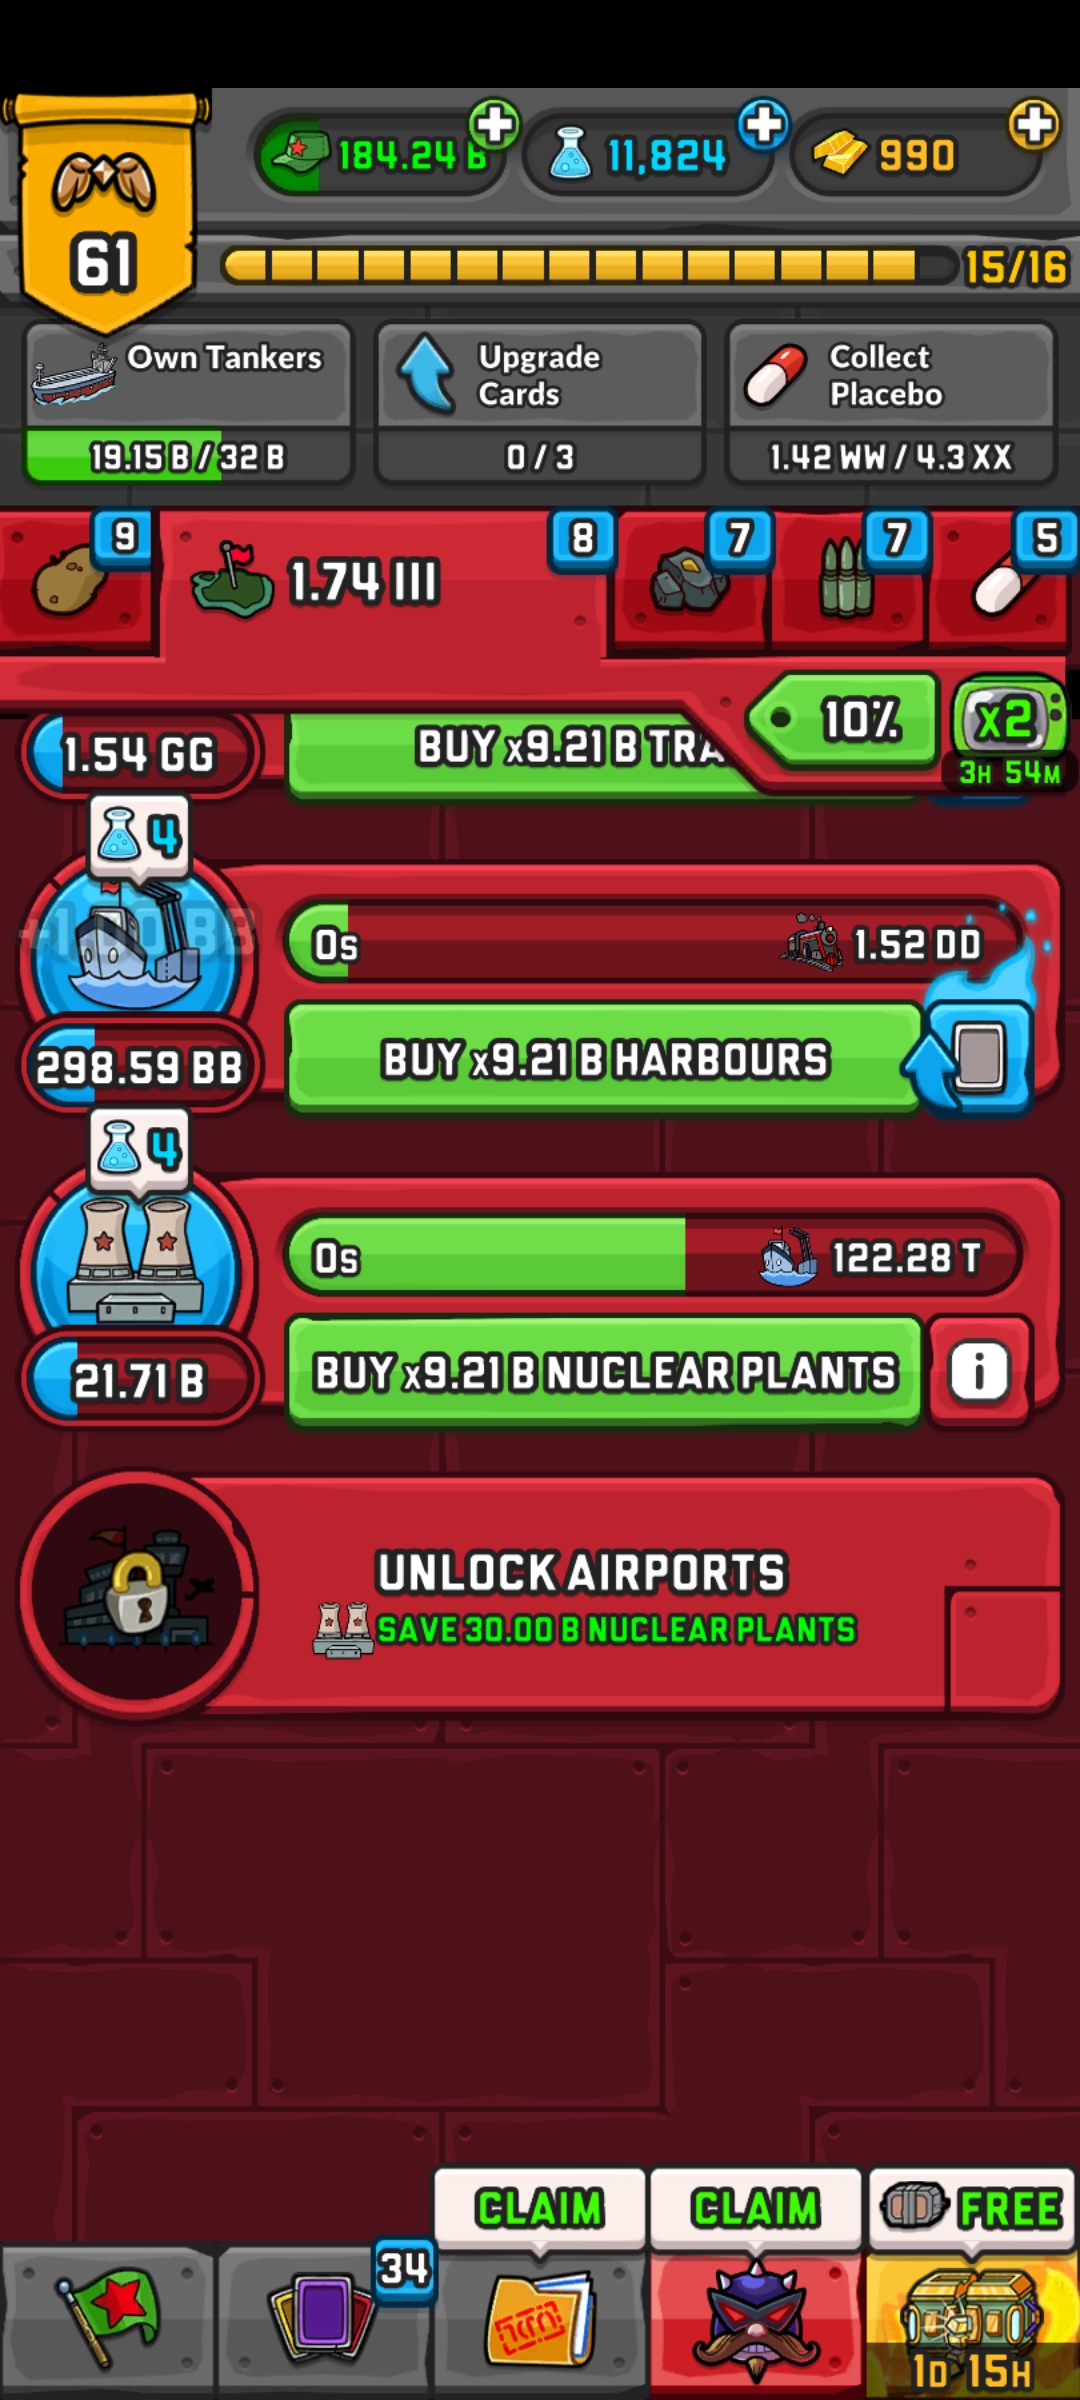 184.24 B
11,824
990
61
15/16
Own Tankers
19.15 B / 32 B
Upgrade
Cards
0 / 3
Collect
Placebo
1.42 WW / 4.3 XX
9
1.74 III
8
7
7
5
10%
x2
3H 54M
1.54 GG
BUY x9.21 B TRA
4
0s
1.52 DD
298.59 BB
BUY x9.21 B HARBOURS
4
0s
122.28 T
21.71 B
BUY x9.21 B NUCLEAR PLANTS
i
UNLOCK AIRPORTS
SAVE 30.00 B NUCLEAR PLANTS
CLAIM
CLAIM
FREE
34
1D 15H